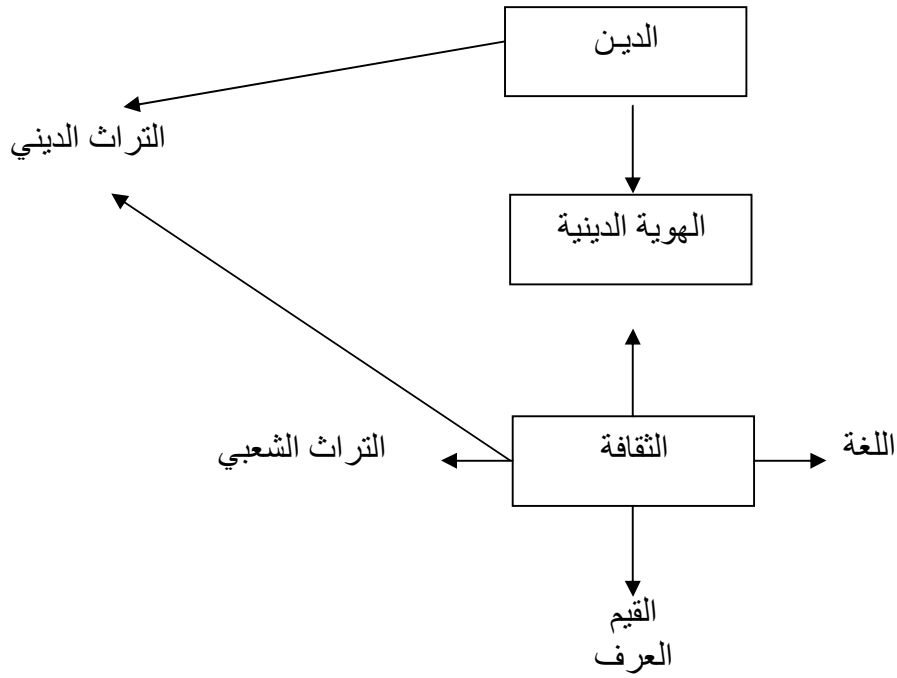 الديـن
التراث الديني
الهوية الدينية
اللغة
الثقافة
التراث الشعبي
القيم
العرف